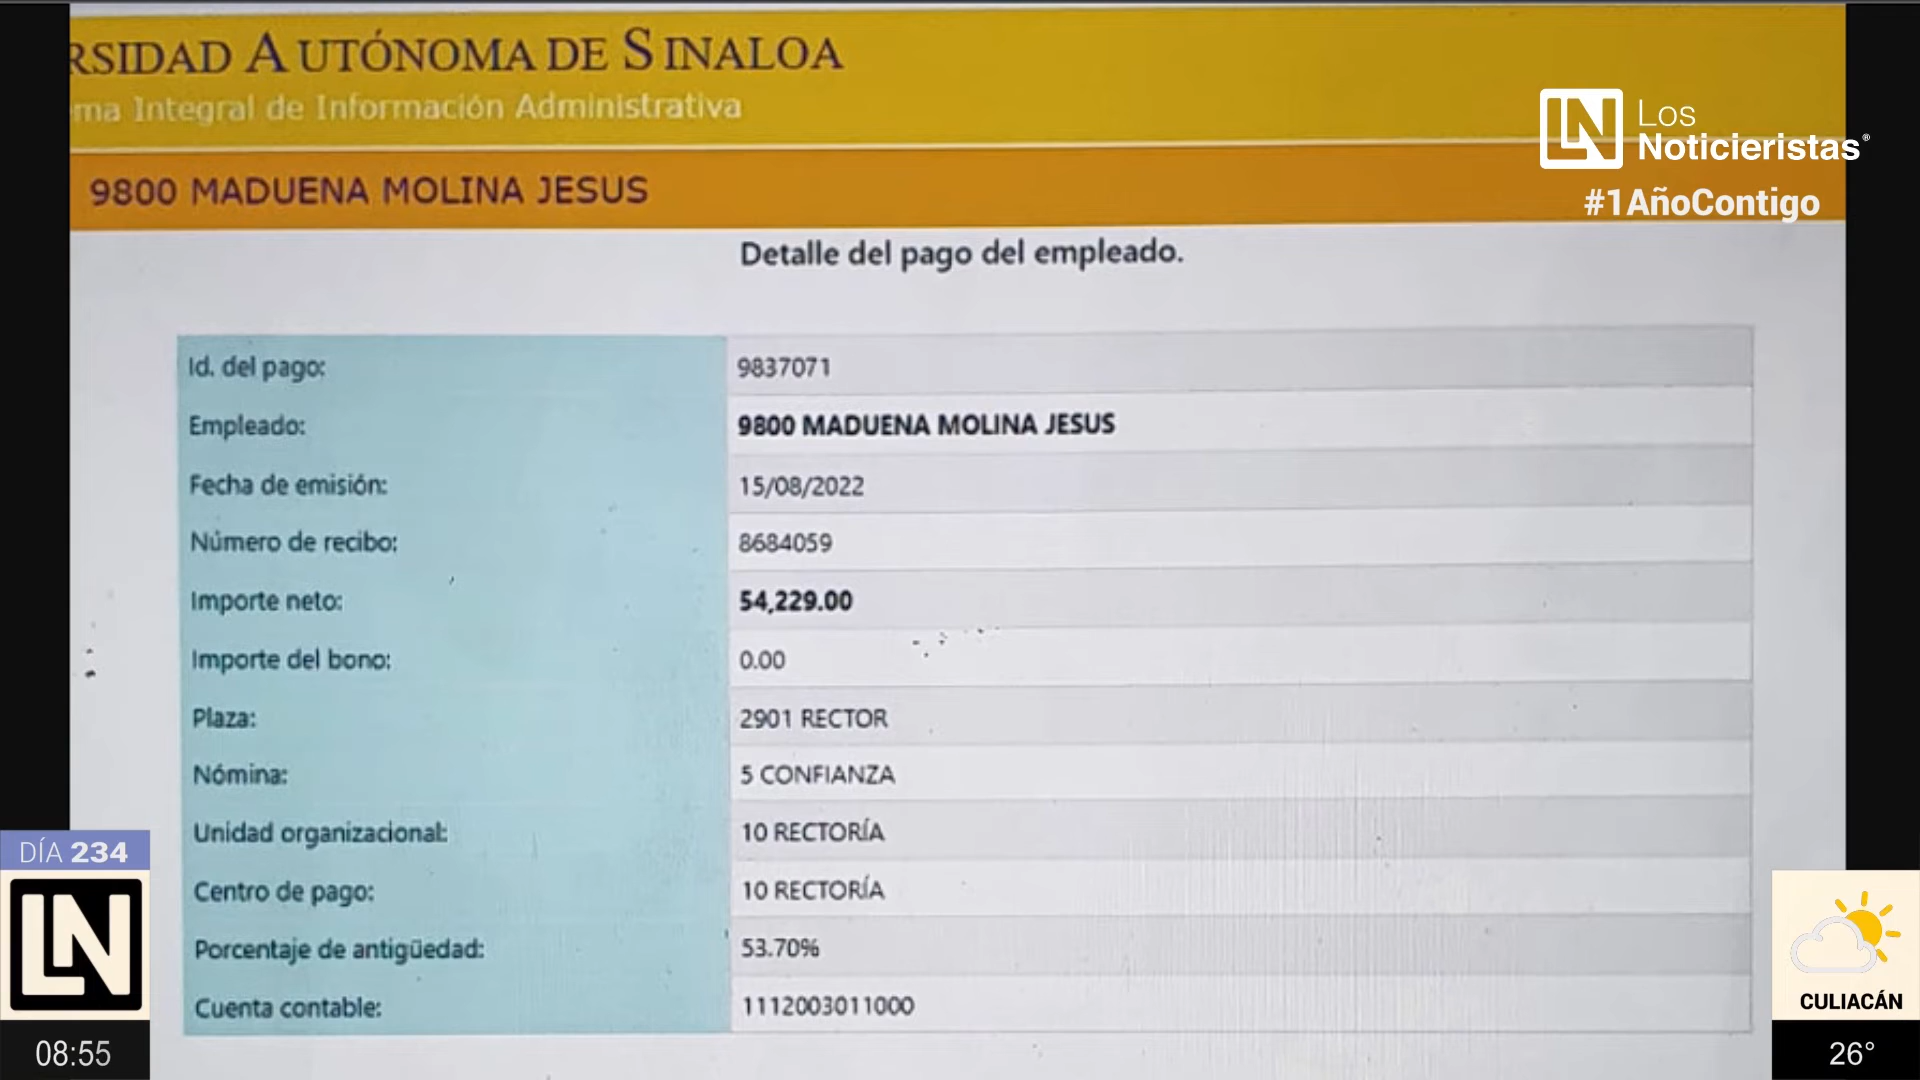 RSIDAD AUTÓNOMA DE SINALOA
ma Integral de Información Administrativa
LN Los
Noticieristas®
#1AñoContigo
9800 MADUENA MOLINA JESUS
Detalle del pago del empleado.
Id. del pago: 9837071
Empleado: 9800 MADUENA MOLINA JESUS
Fecha de emisión: 15/08/2022
Número de recibo: 8684059
Importe neto: 54,229.00
Importe del bono: 0.00
Plaza: 2901 RECTOR
Nómina: 5 CONFIANZA
Unidad organizacional: 10 RECTORÍA
Centro de pago: 10 RECTORÍA
Porcentaje de antigüedad: 53.70%
Cuenta contable: 1112003011000
DÍA 234
LN
08:55
CULIACÁN
26°